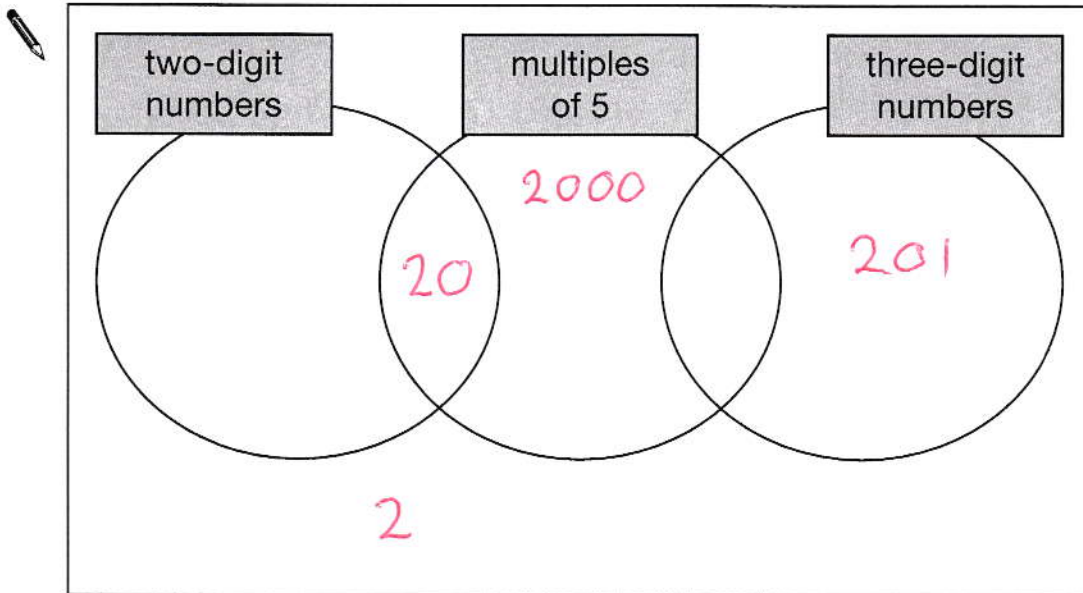 two-digit
numbers
multiples
of 5
three-digit
numbers
2000
20
201
2